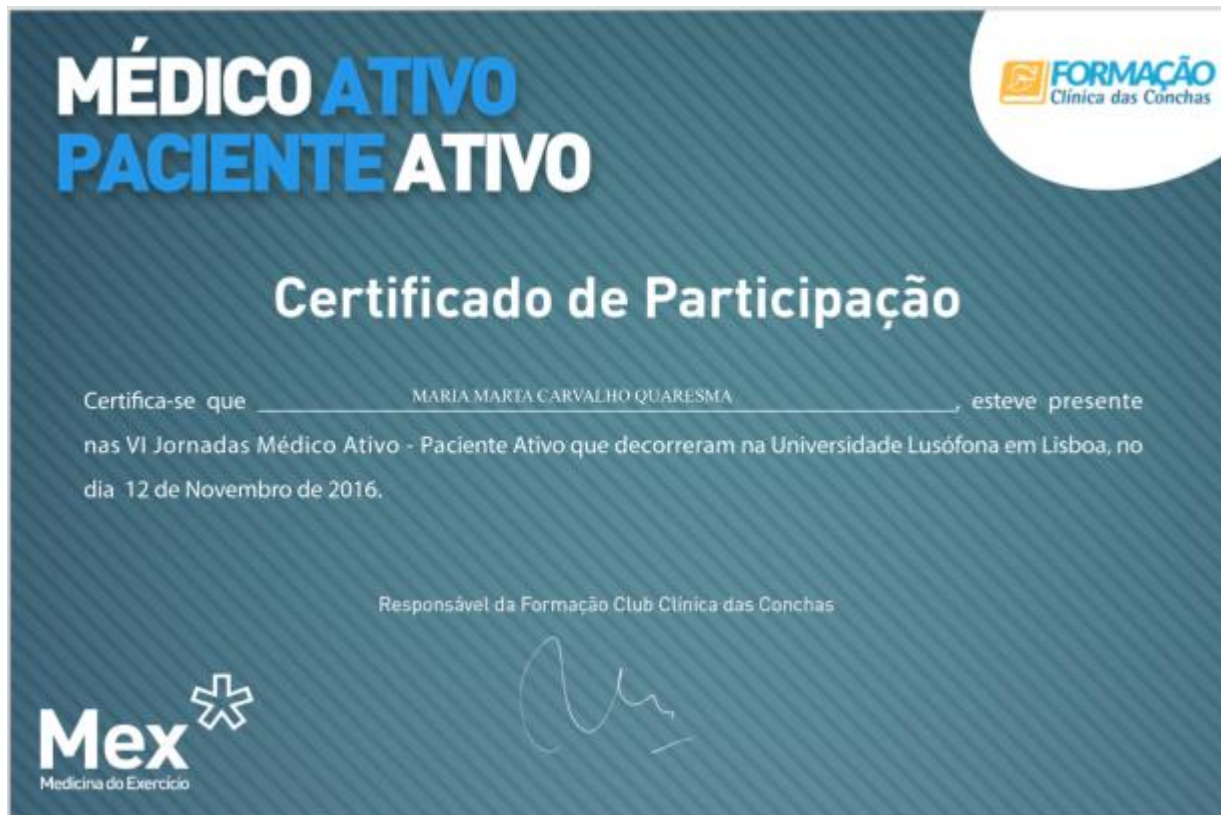 MÉDICO ATIVO
PACIENTE ATIVO
FORMAÇÃO
Clínica das Conchas
Certificado de Participação
Certifica-se que MARIA MARTA CARVALHO QUARESMA, esteve presente
nas VI Jornadas Médico Ativo - Paciente Ativo que decorreram na Universidade Lusófona em Lisboa, no
dia 12 de Novembro de 2016.
Responsável da Formação Club Clínica das Conchas
Mex
Medicina do Exercício